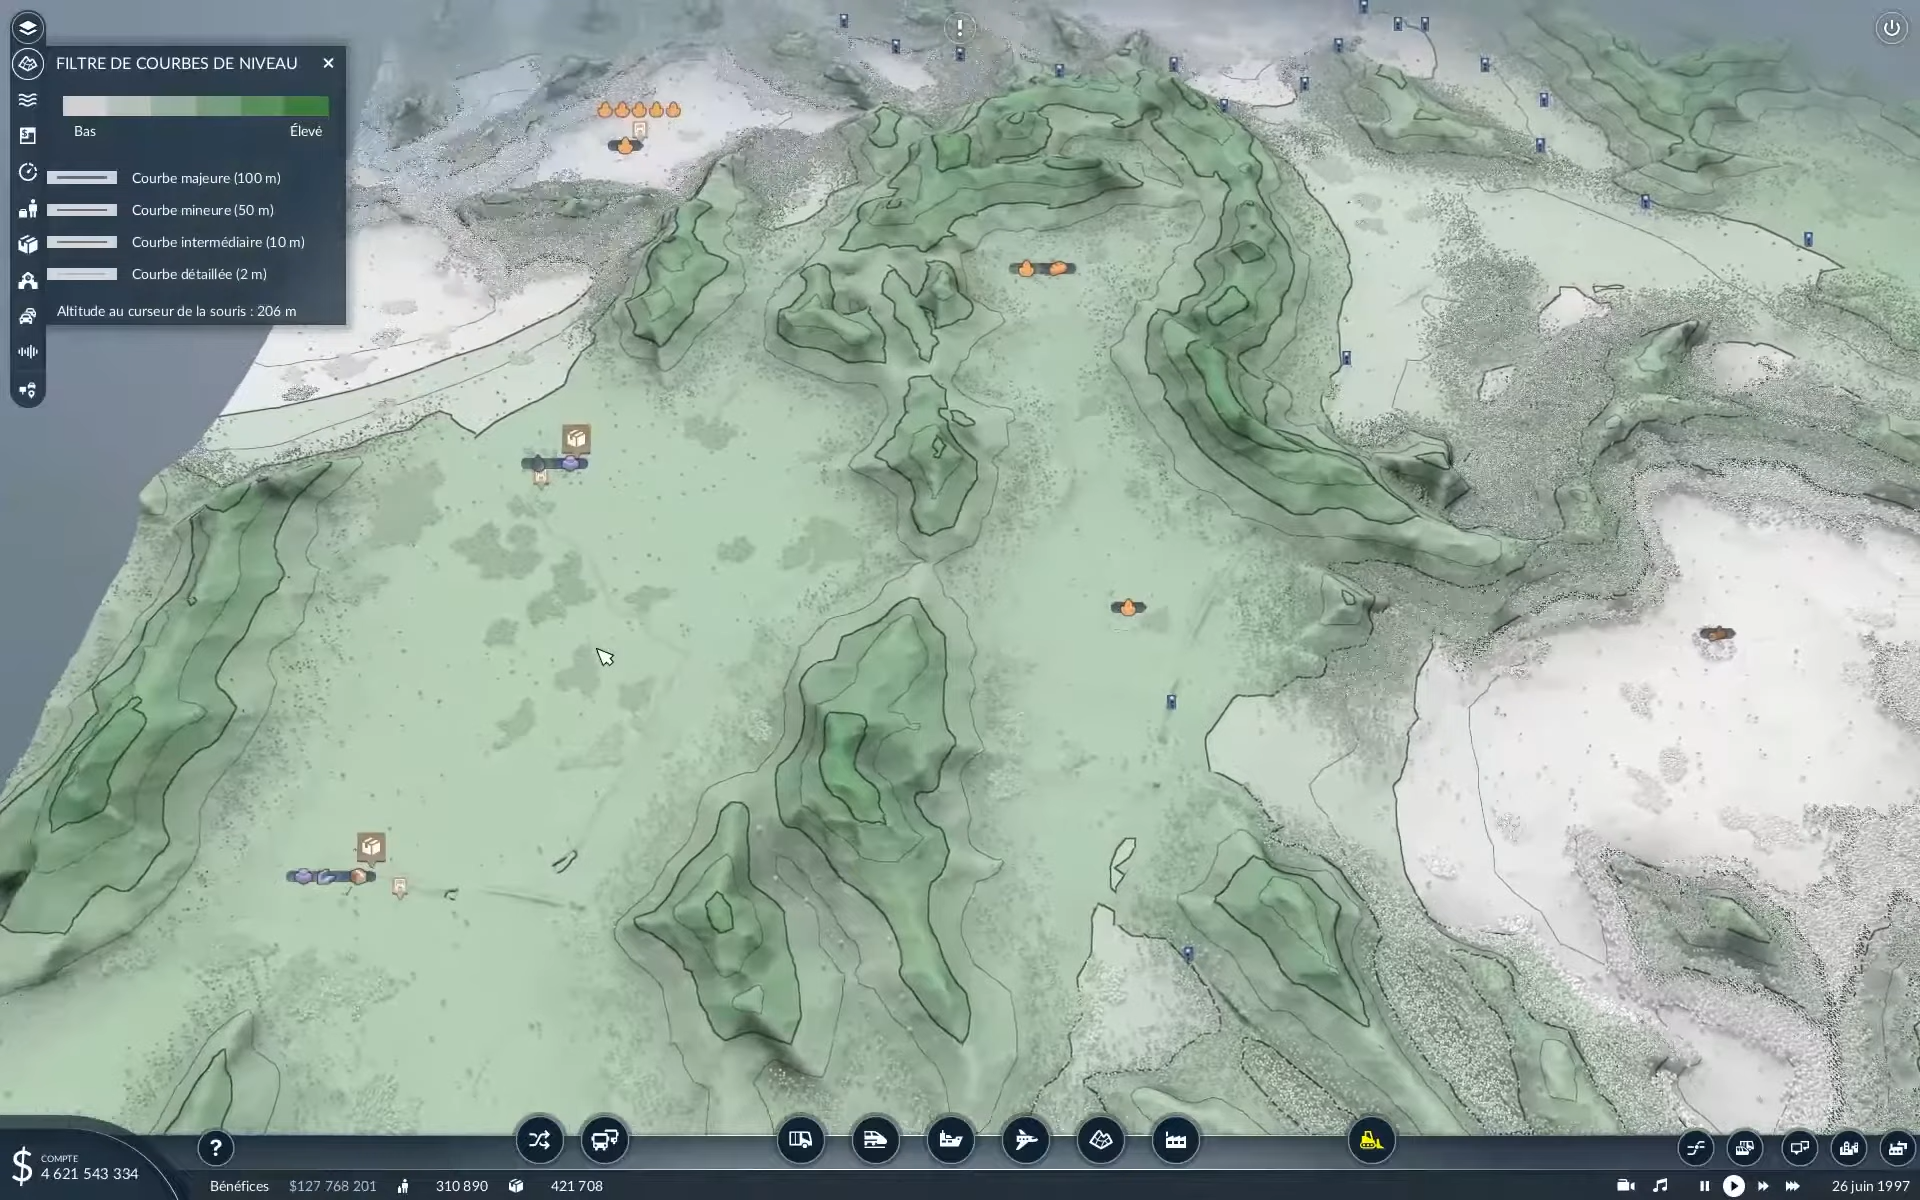 FILTRE DE COURBES DE NIVEAU
Bas
Élevé
Courbe majeure (100 m)
Courbe mineure (50 m)
Courbe intermédiaire (10 m)
Courbe détaillée (2 m)
Altitude au curseur de la souris : 206 m
COMPTE
4 621 543 334
Bénéfices $127 768 201 310 890 421 708
26 juin 1997